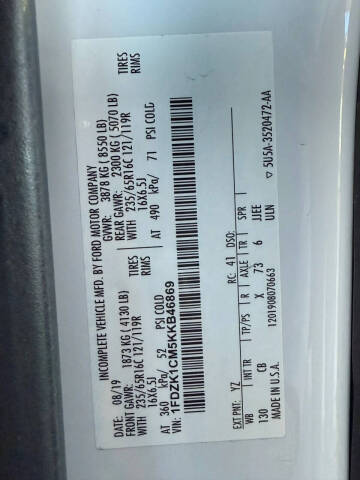 INCOMPLETE VEHICLE MFD. BY FORD MOTOR COMPANY
DATE: 08/19 GVWR: 3878 KG ( 8550 LB)
FRONT GAWR: 1873 KG ( 4130 LB) REAR GAWR: 2300 KG ( 5070 LB)
WITH 235/65R16C 121/119R TIRES WITH 235/65R16C 121/119R TIRES
16X6.5J RIMS 16X6.5J RIMS
AT 360 kPa/ 52 PSI COLD AT 490 kPa/ 71 PSI COLD
VIN: 1FDZK1CM5KKB46869
EXT PNT: YZ RC: 41 DSO:
WB INT TR TP/PS R AXLE TR SPR
130 CB X 73 6 JJEE
ULN
MADE IN U.S.A. 1201908070663
▽ 5U5A-3520472-AA